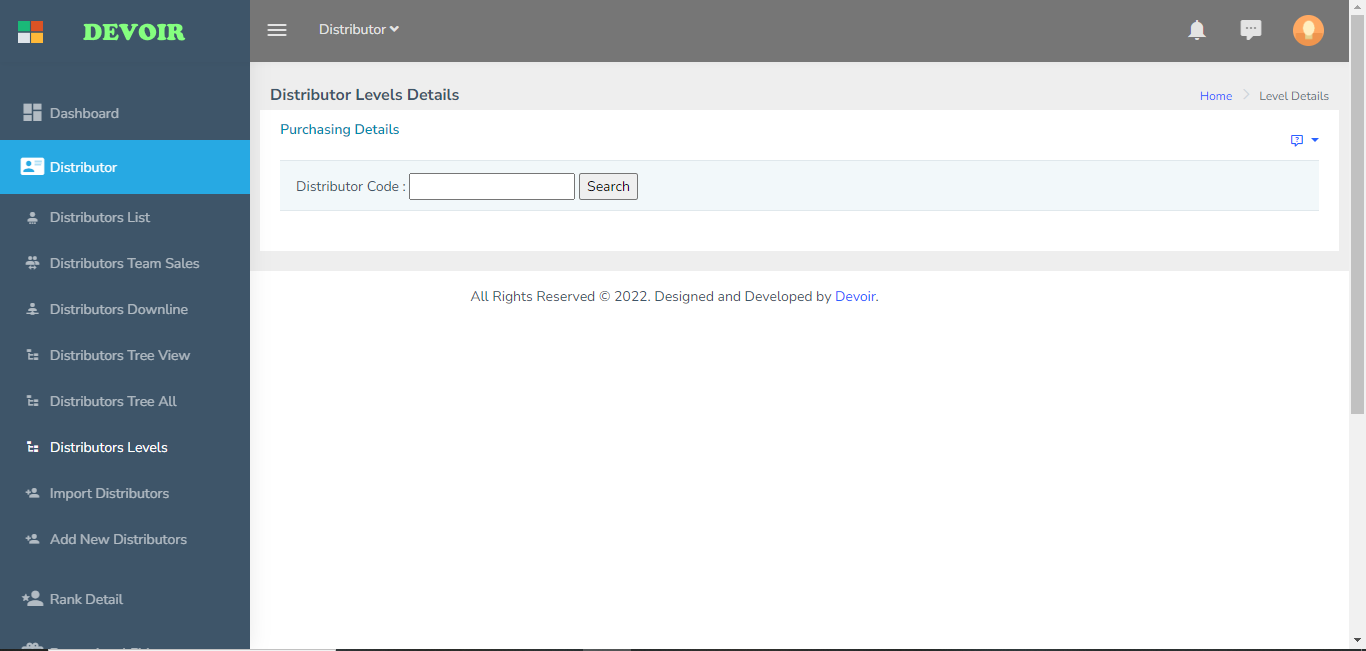 DEVOIR
Distributor
Dashboard
Distributor
Distributors List
Distributors Team Sales
Distributors Downline
Distributors Tree View
Distributors Tree All
Distributors Levels
Import Distributors
Add New Distributors
Rank Detail
Distributor Levels Details
Home
Level Details
Purchasing Details
Distributor Code :
Search
All Rights Reserved © 2022. Designed and Developed by Devoir.